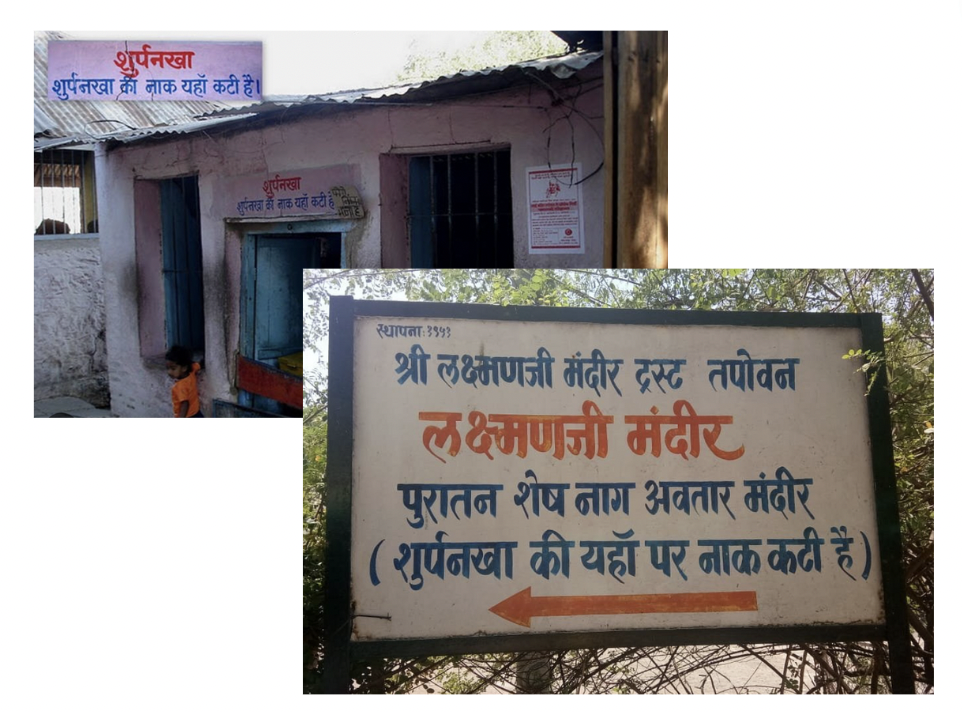 शुर्पनखा
शुर्पनखा की नाक यहाँ कटी है।
शुर्पनखा
शुर्पनखा की नाक यहाँ कटी है
स्थापना:१९५३
श्री लक्ष्मणजी मंदीर ट्रस्ट तपोवन
लक्ष्मणजी मंदीर
पुरातन शेष नाग अवतार मंदीर
(शुर्पनखा की यहाँ पर नाक कटी है)